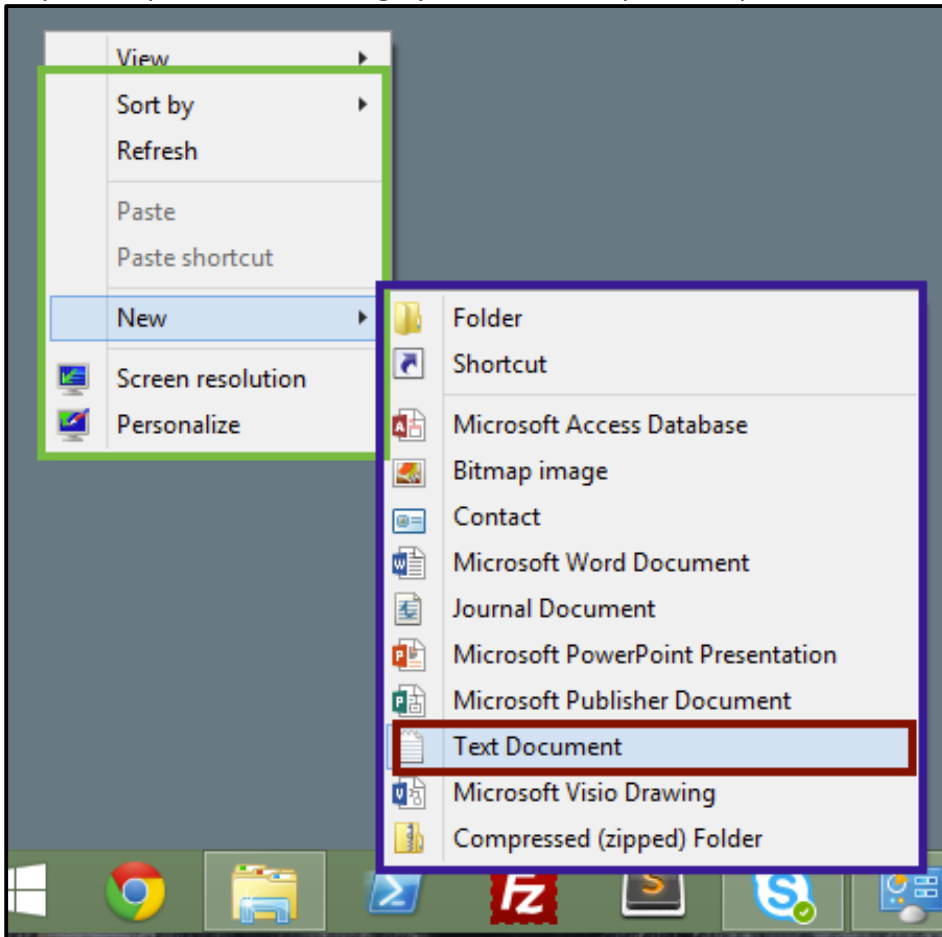 View
Sort by
Refresh
Paste
Paste shortcut
New
Screen resolution
Personalize
Folder
Shortcut
Microsoft Access Database
Bitmap image
Contact
Microsoft Word Document
Journal Document
Microsoft PowerPoint Presentation
Microsoft Publisher Document
Text Document
Microsoft Visio Drawing
Compressed (zipped) Folder